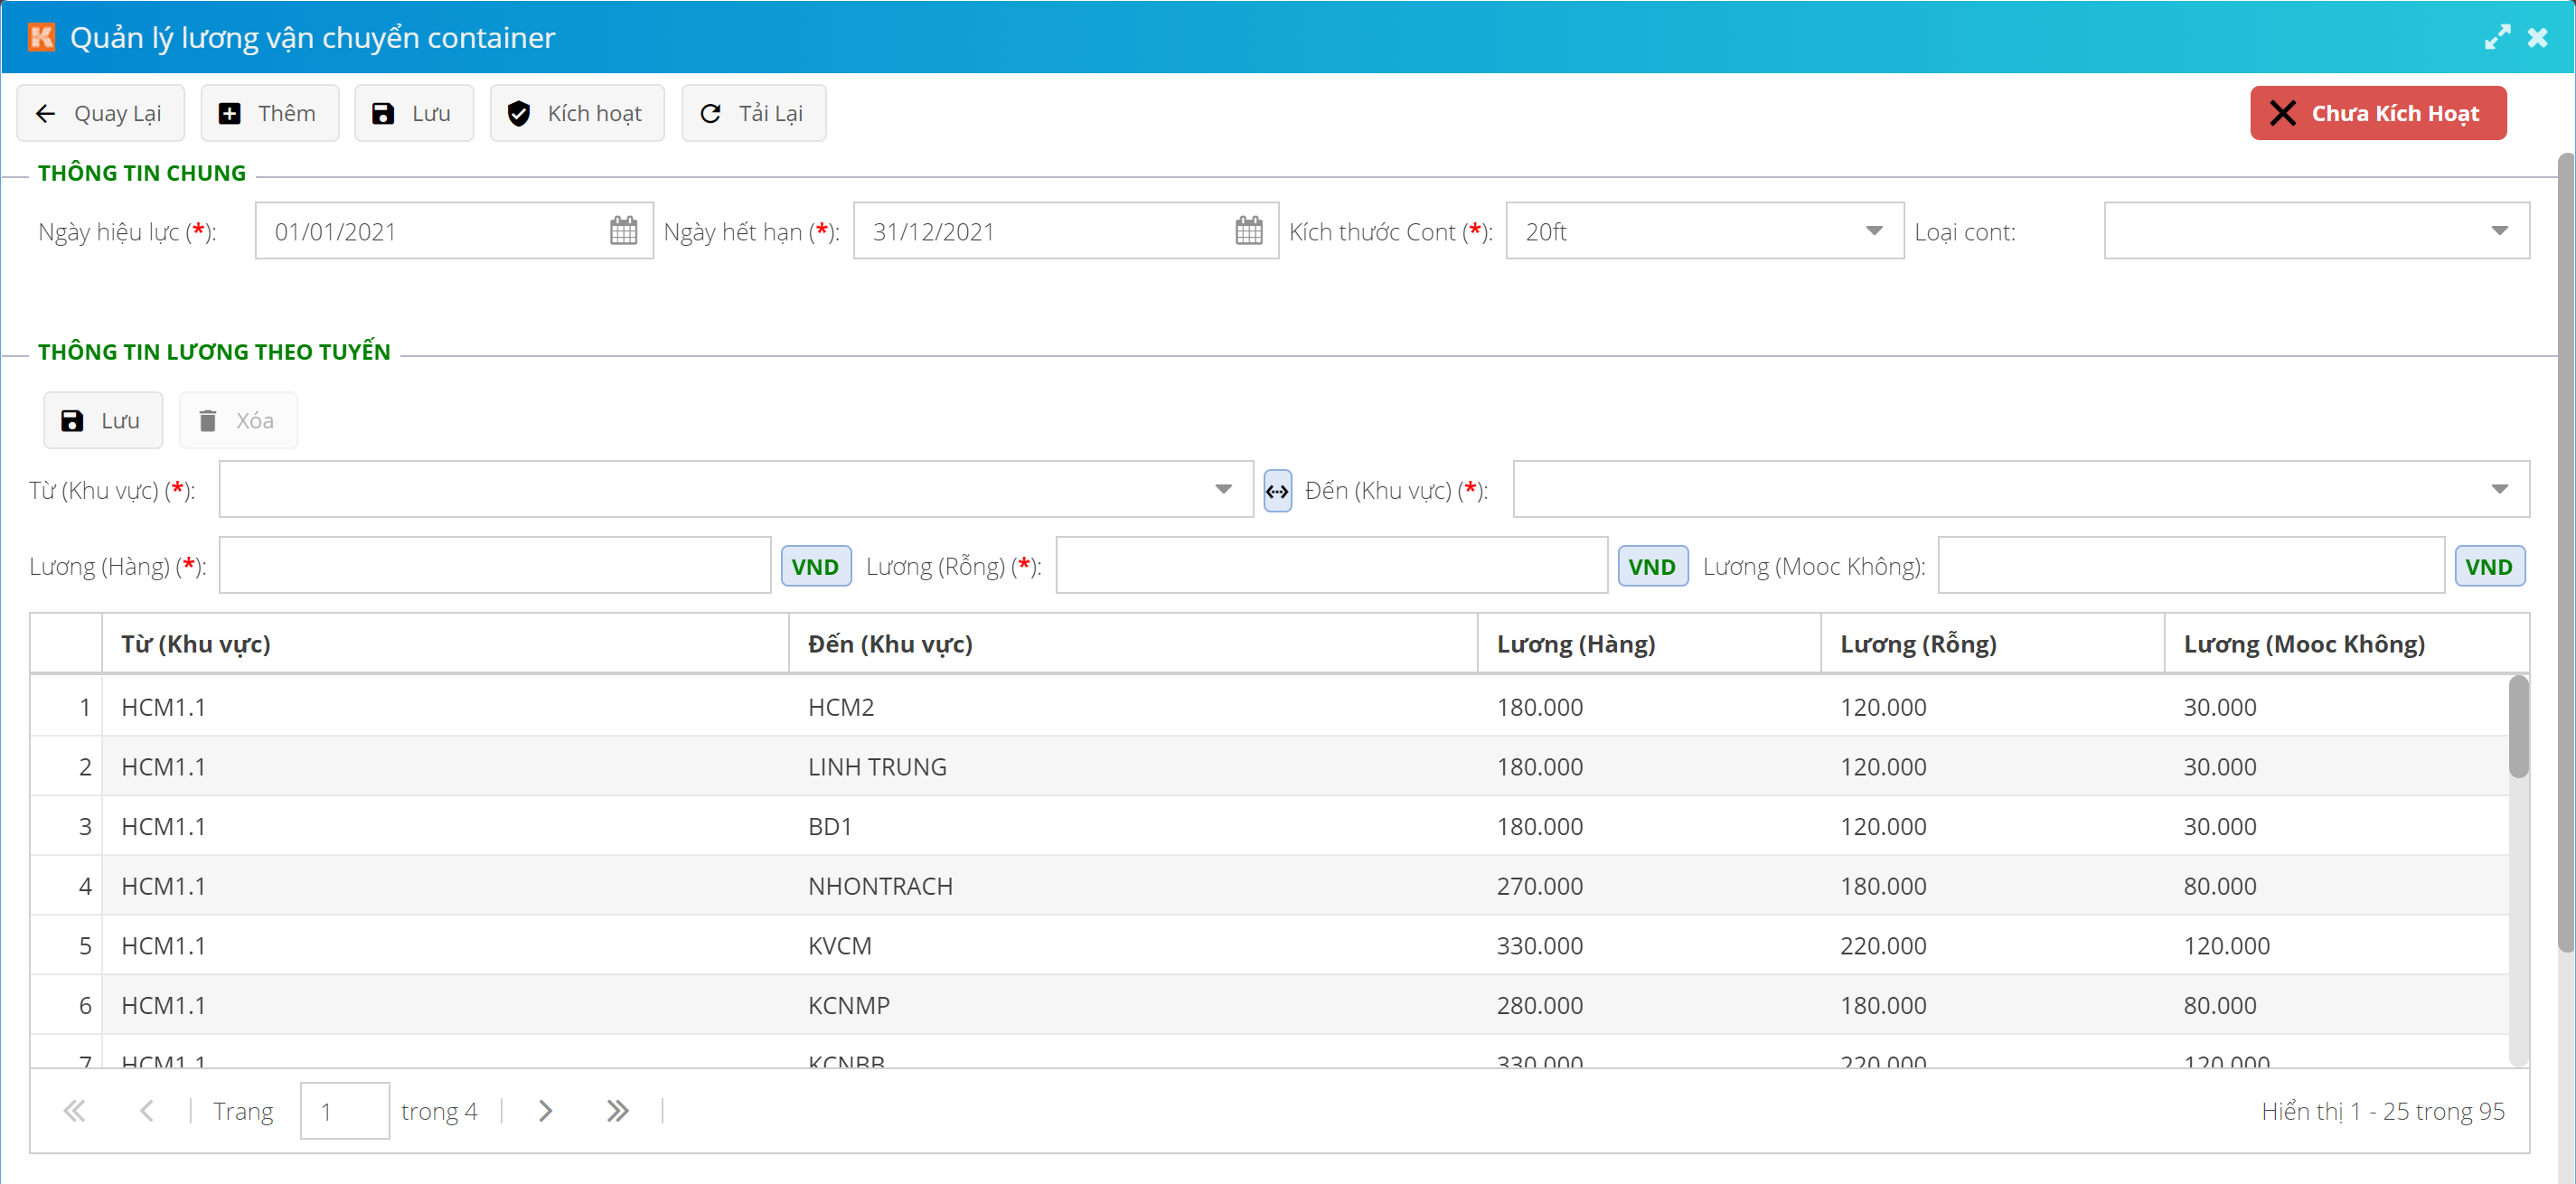 Quản lý lương vận chuyển container
Quay Lại Thêm Lưu Kích hoạt Tải Lại Chưa Kích Hoạt
THÔNG TIN CHUNG
Ngày hiệu lực (*): 01/01/2021 Ngày hết hạn (*): 31/12/2021 Kích thước Cont (*): 20ft Loại cont:
THÔNG TIN LƯƠNG THEO TUYẾN
Lưu Xóa
Từ (Khu vực) (*): Đến (Khu vực) (*):
Lương (Hàng) (*): VND Lương (Rỗng) (*): VND Lương (Mooc Không): VND
Từ (Khu vực) Đến (Khu vực) Lương (Hàng) Lương (Rỗng) Lương (Mooc Không)
1 HCM1.1 HCM2 180.000 120.000 30.000
2 HCM1.1 LINH TRUNG 180.000 120.000 30.000
3 HCM1.1 BD1 180.000 120.000 30.000
4 HCM1.1 NHONTRACH 270.000 180.000 80.000
5 HCM1.1 KVCM 330.000 220.000 120.000
6 HCM1.1 KCNMP 280.000 180.000 80.000
7 HCM1.1 KCNBB 330.000 220.000 120.000
Trang 1 trong 4 Hiển thị 1 - 25 trong 95